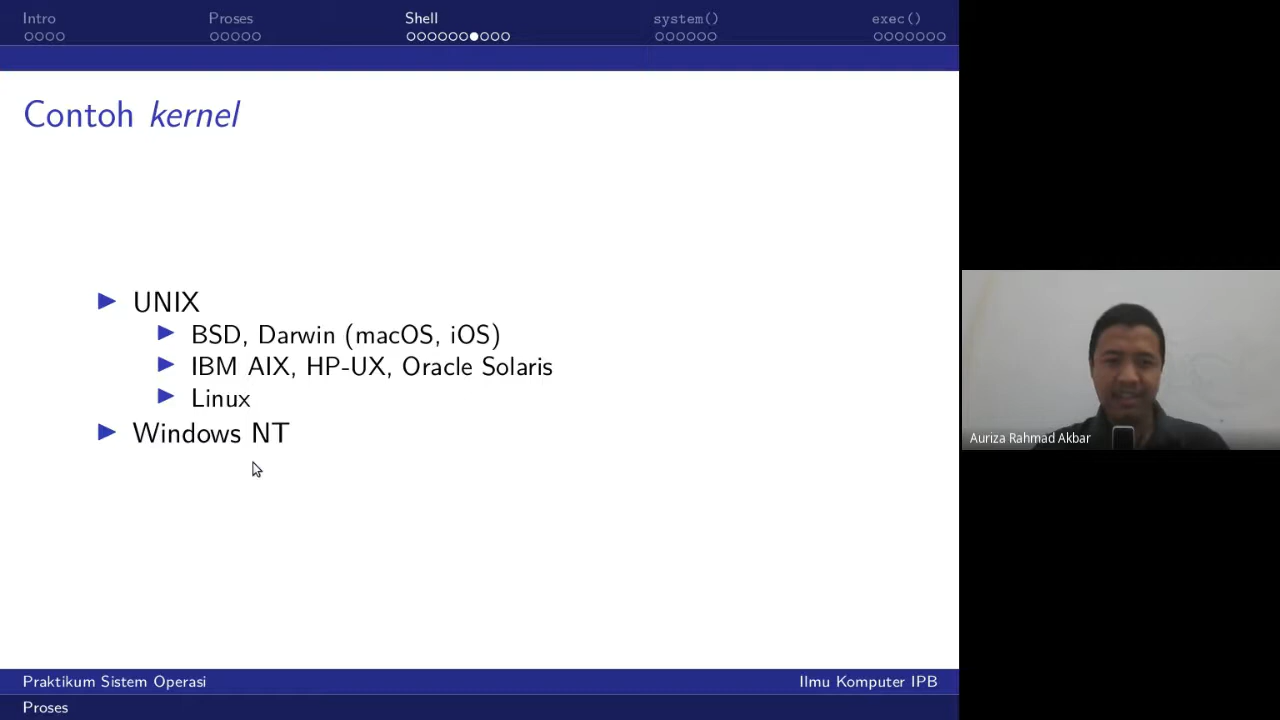 Intro
Proses
Shell
system()
exec()
Contoh kernel
UNIX
BSD, Darwin (macOS, iOS)
IBM AIX, HP-UX, Oracle Solaris
Linux
Windows NT
Auriza Rahmad Akbar
Praktikum Sistem Operasi
Ilmu Komputer IPB
Proses